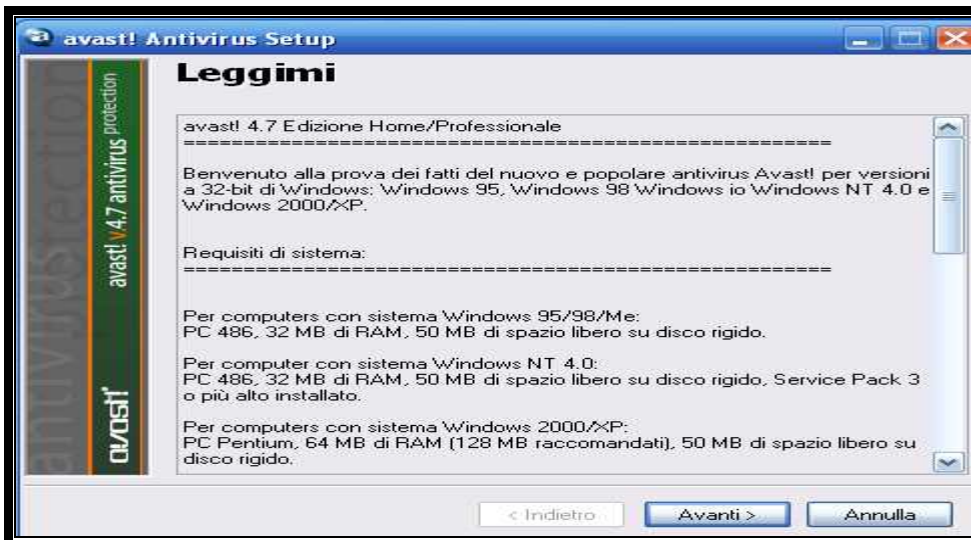 avast! Antivirus Setup
Leggimi
avast! 4.7 Edizione Home/Professionale
======================================================
Benvenuto alla prova dei fatti del nuovo e popolare antivirus Avast! per versioni
a 32-bit di Windows: Windows 95, Windows 98 Windows io Windows NT 4.0 e
Windows 2000/XP.
Requisiti di sistema:
======================================================
Per computers con sistema Windows 95/98/Me:
PC 486, 32 MB di RAM, 50 MB di spazio libero su disco rigido.
Per computer con sistema Windows NT 4.0:
PC 486, 32 MB di RAM, 50 MB di spazio libero su disco rigido, Service Pack 3
o più alto installato.
Per computers con sistema Windows 2000/XP:
PC Pentium, 64 MB di RAM (128 MB raccomandati), 50 MB di spazio libero su
disco rigido.
antivirus protection
avast! v.4.7 antivirus protection
avast!
< Indietro
Avanti >
Annulla